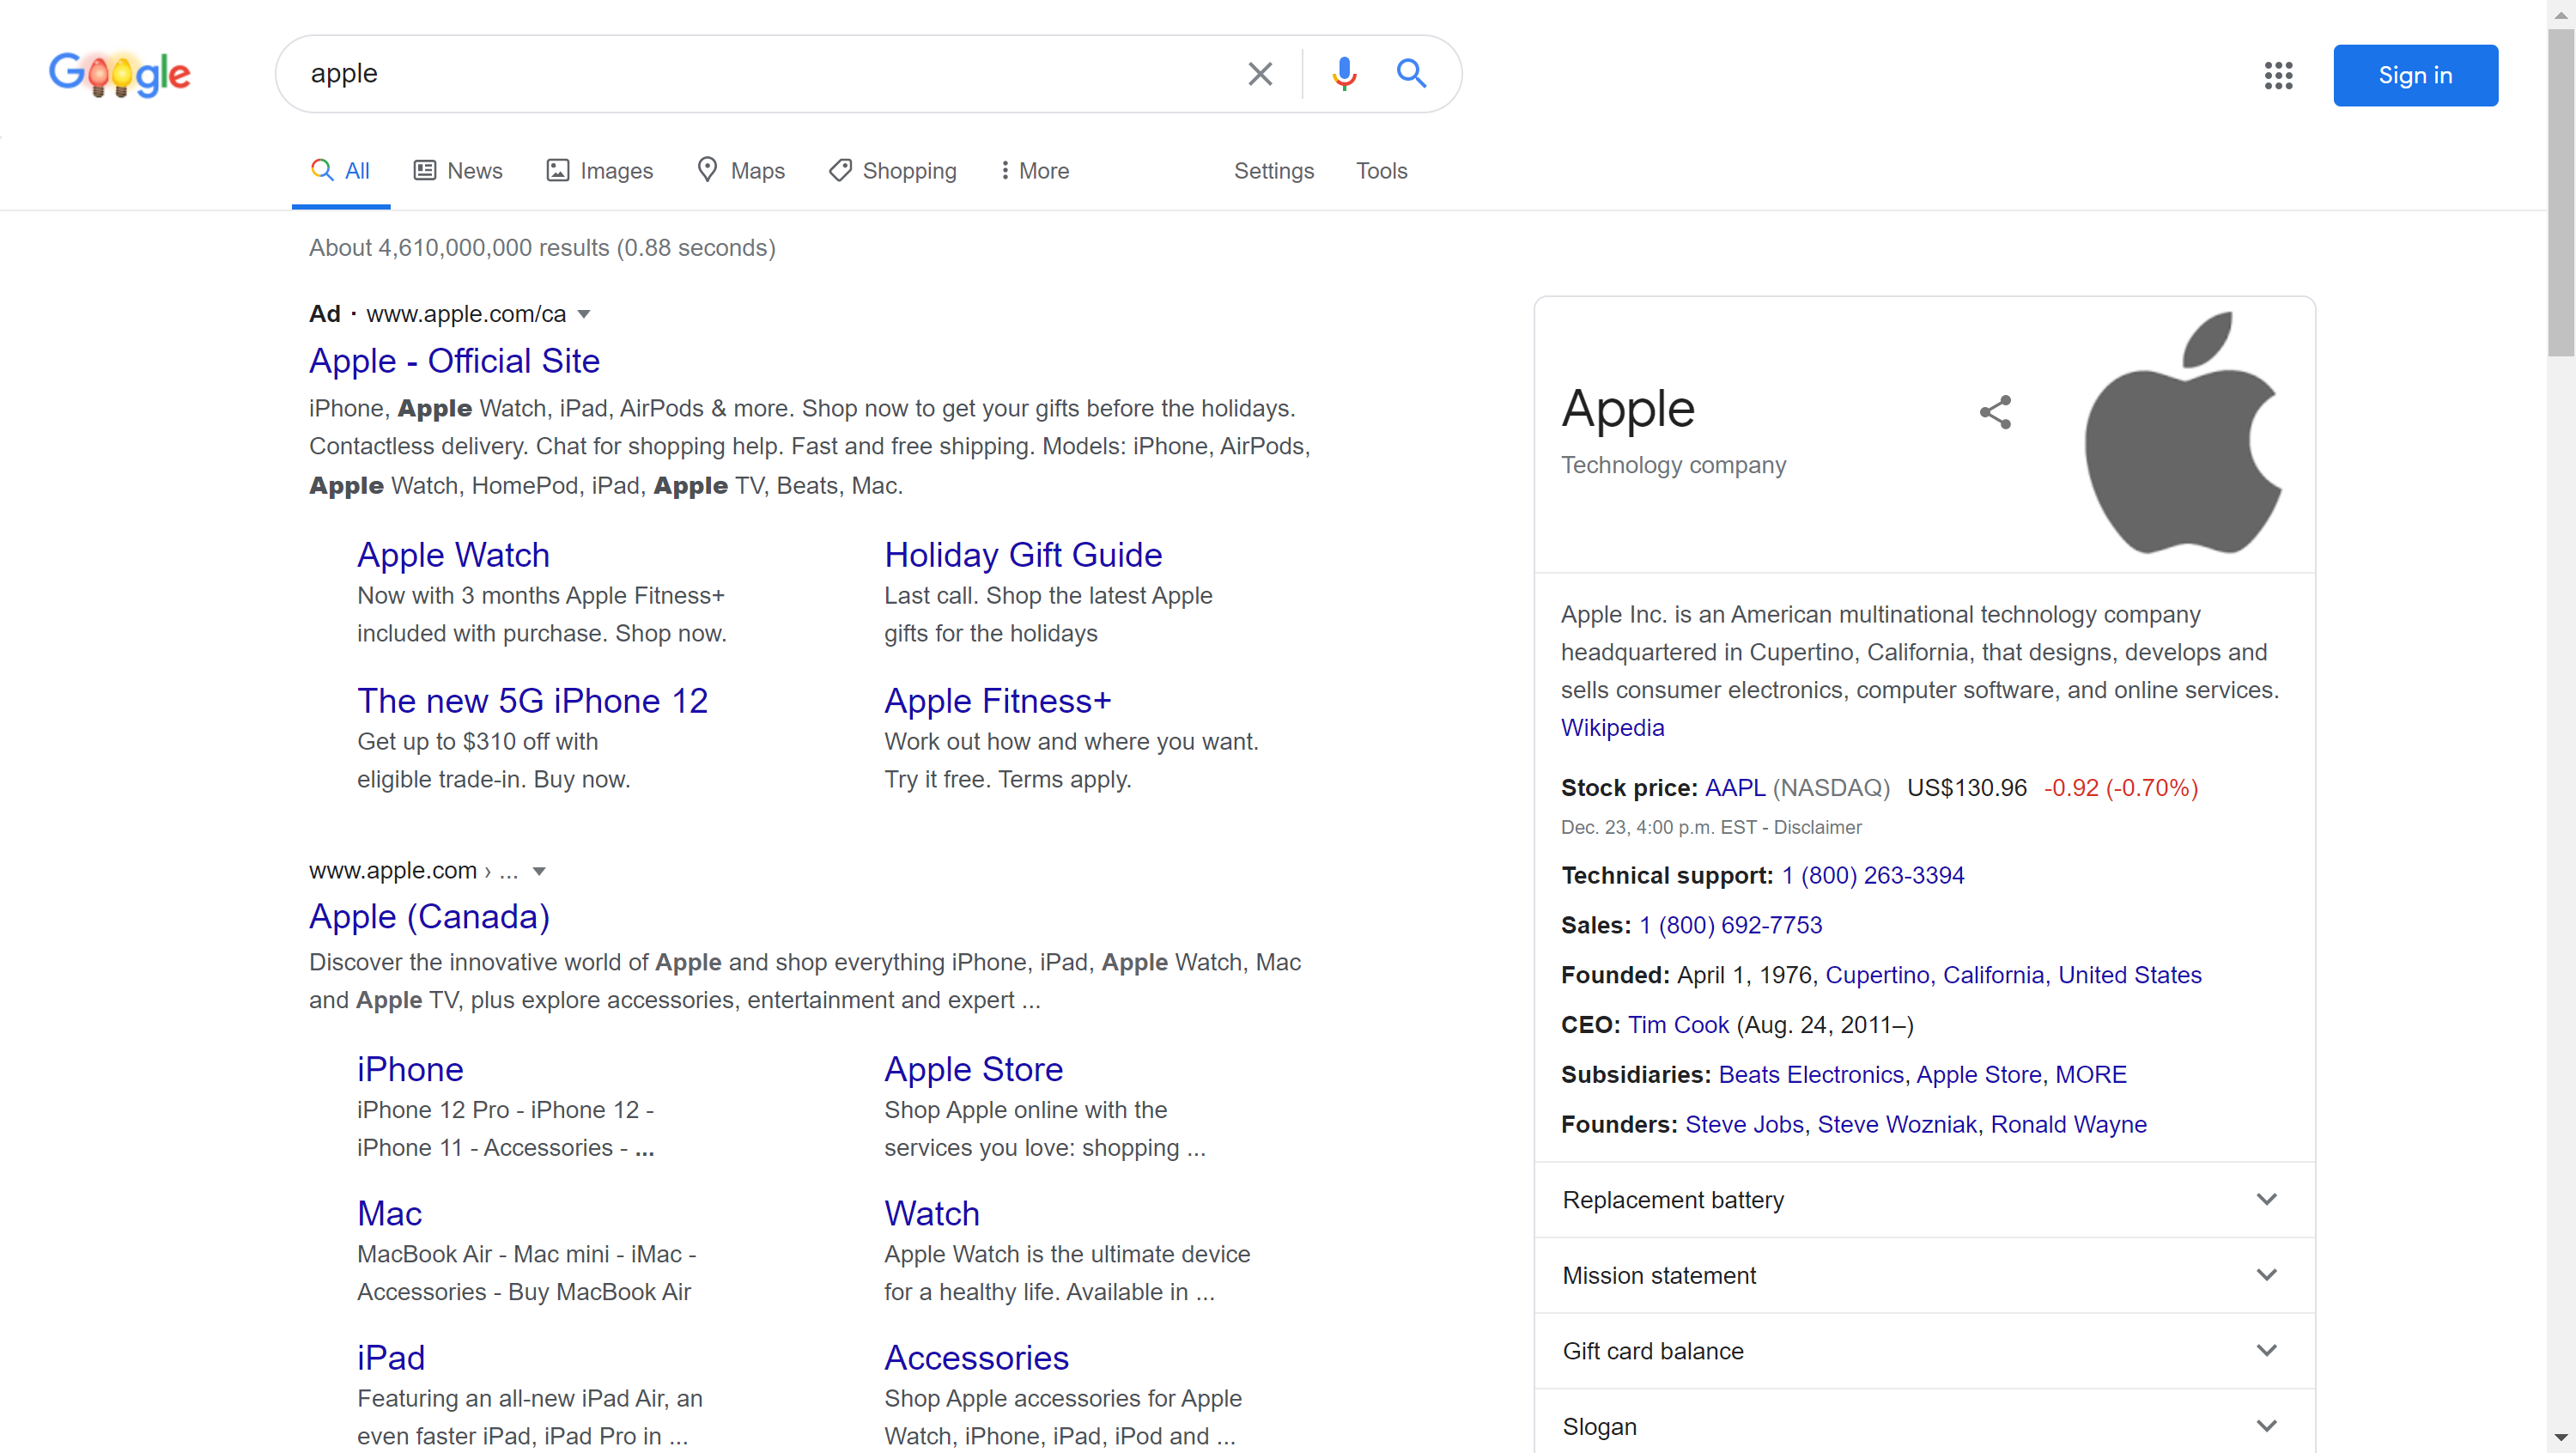 Google
apple
Sign in
All News Images Maps Shopping More Settings Tools
About 4,610,000,000 results (0.88 seconds)
Ad · www.apple.com/ca
Apple - Official Site
iPhone, Apple Watch, iPad, AirPods & more. Shop now to get your gifts before the holidays.
Contactless delivery. Chat for shopping help. Fast and free shipping. Models: iPhone, AirPods,
Apple Watch, HomePod, iPad, Apple TV, Beats, Mac.
Apple Watch
Now with 3 months Apple Fitness+
included with purchase. Shop now.
Holiday Gift Guide
Last call. Shop the latest Apple
gifts for the holidays
The new 5G iPhone 12
Get up to $310 off with
eligible trade-in. Buy now.
Apple Fitness+
Work out how and where you want.
Try it free. Terms apply.
www.apple.com › ...
Apple (Canada)
Discover the innovative world of Apple and shop everything iPhone, iPad, Apple Watch, Mac
and Apple TV, plus explore accessories, entertainment and expert ...
iPhone
iPhone 12 Pro - iPhone 12 -
iPhone 11 - Accessories - ...
Apple Store
Shop Apple online with the
services you love: shopping ...
Mac
MacBook Air - Mac mini - iMac -
Accessories - Buy MacBook Air
Watch
Apple Watch is the ultimate device
for a healthy life. Available in ...
iPad
Featuring an all-new iPad Air, an
even faster iPad, iPad Pro in ...
Accessories
Shop Apple accessories for Apple
Watch, iPhone, iPad, iPod and ...
Apple
Technology company
Apple Inc. is an American multinational technology company
headquartered in Cupertino, California, that designs, develops and
sells consumer electronics, computer software, and online services.
Wikipedia
Stock price: AAPL (NASDAQ) US$130.96 -0.92 (-0.70%)
Dec. 23, 4:00 p.m. EST - Disclaimer
Technical support: 1 (800) 263-3394
Sales: 1 (800) 692-7753
Founded: April 1, 1976, Cupertino, California, United States
CEO: Tim Cook (Aug. 24, 2011–)
Subsidiaries: Beats Electronics, Apple Store, MORE
Founders: Steve Jobs, Steve Wozniak, Ronald Wayne
Replacement battery
Mission statement
Gift card balance
Slogan